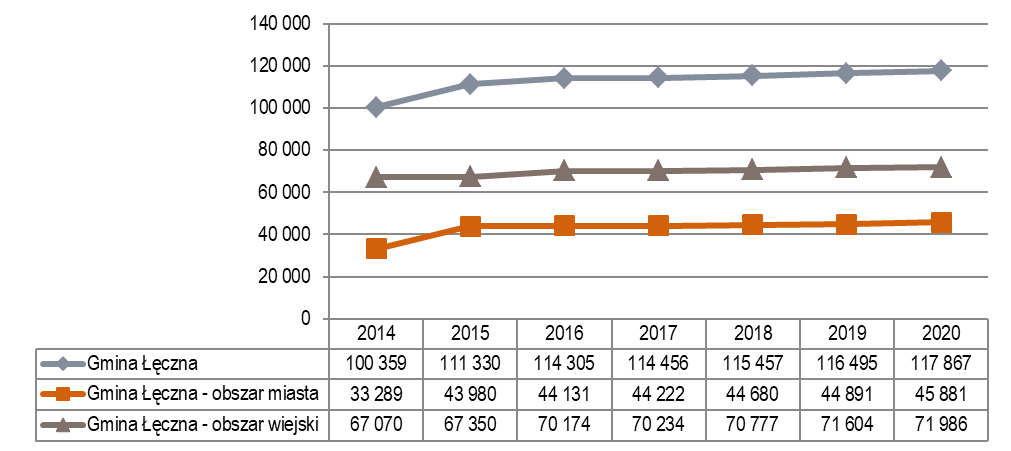 140 000
120 000
100 000
80 000
60 000
40 000
20 000
0
2014 2015 2016 2017 2018 2019 2020
Gmina Łęczna 100 359 111 330 114 305 114 456 115 457 116 495 117 867
Gmina Łęczna - obszar miasta 33 289 43 980 44 131 44 222 44 680 44 891 45 881
Gmina Łęczna - obszar wiejski 67 070 67 350 70 174 70 234 70 777 71 604 71 986